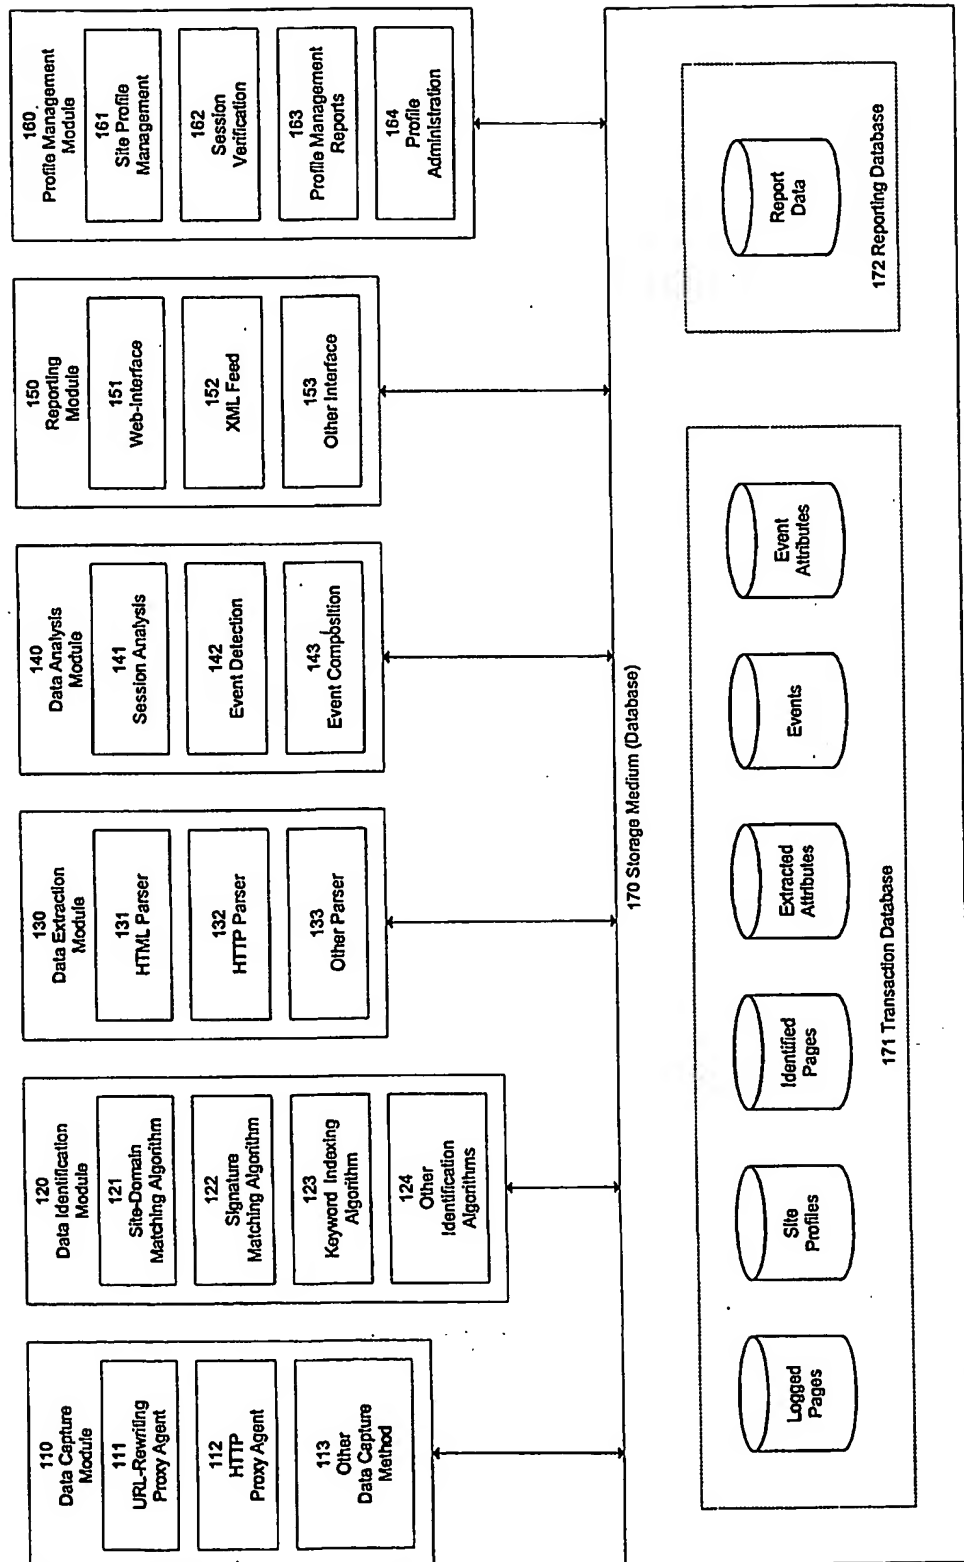 110
Data Capture
Module
111
URL-Rewriting
Proxy Agent
112
HTTP
Proxy Agent
113
Other
Data Capture
Method
120
Data Identification
Module
121
Site-Domain
Matching Algorithm
122
Signature
Matching Algorithm
123
Keyword Indexing
Algorithm
124
Other
Identification
Algorithms
130
Data Extraction
Module
131
HTML Parser
132
HTTP Parser
133
Other Parser
140
Data Analysis
Module
141
Session Analysis
142
Event Detection
143
Event Composition
150
Reporting
Module
151
Web-Interface
152
XML Feed
153
Other Interface
160
Profile Management
Module
161
Site Profile
Management
162
Session
Verification
163
Profile Management
Reports
164
Profile
Administration
170 Storage Medium (Database)
Logged
Pages
Site
Profiles
Identified
Pages
Extracted
Attributes
Events
Event
Attributes
171 Transaction Database
Report
Data
172 Reporting Database